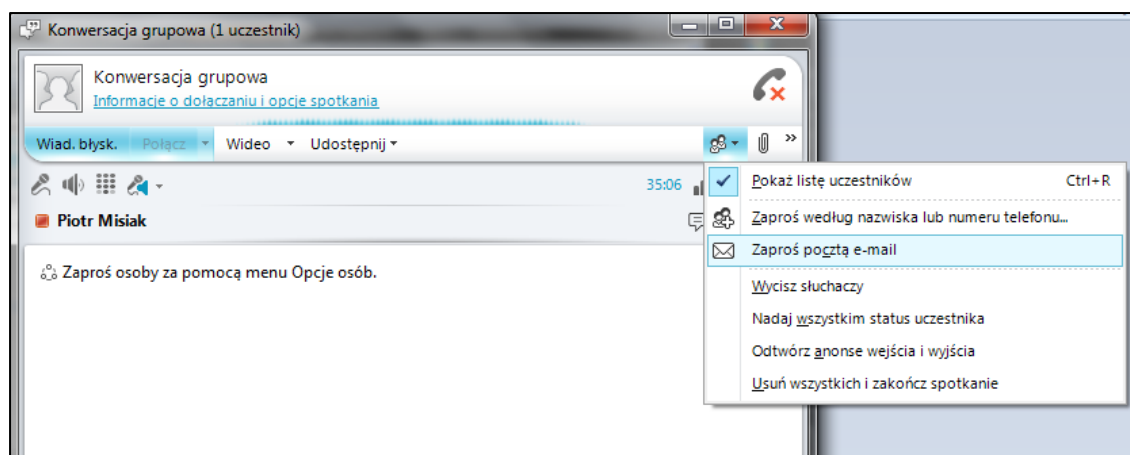 Konwersacja grupowa (1 uczestnik)
Konwersacja grupowa
Informacje o dołaczaniu i opcje spotkania
Wiad. błysk. Połącz Wideo Udostępnij
35:06
Piotr Misiak
Zaproś osoby za pomocą menu Opcje osób.
Pokaż listę uczestników Ctrl+R
Zaproś według nazwiska lub numeru telefonu...
Zaproś pocztą e-mail
Wycisz słuchaczy
Nadaj wszystkim status uczestnika
Odtwórz anonse wejścia i wyjścia
Usuń wszystkich i zakończ spotkanie